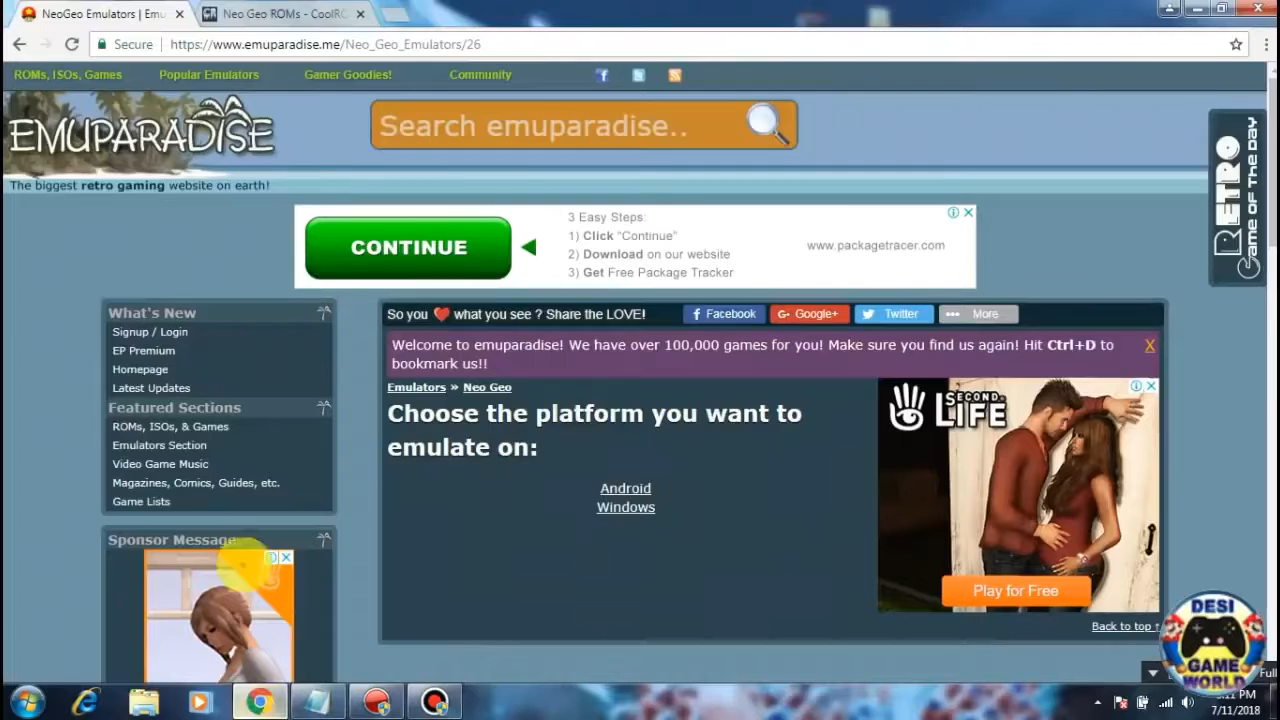 NeoGeo Emulators | Emu
Neo Geo ROMs - CoolRO
Secure
https://www.emuparadise.me/Neo_Geo_Emulators/26
ROMs, ISOs, Games
Popular Emulators
Gamer Goodies!
Community
EMUPARADISE
Search emuparadise..
The biggest retro gaming website on earth!
RETRO
Game Of The DAY
CONTINUE
3 Easy Steps:
1) Click "Continue"
2) Download on our website
3) Get Free Package Tracker
www.packagetracer.com
What's New
Signup / Login
EP Premium
Homepage
Latest Updates
Featured Sections
ROMs, ISOs, & Games
Emulators Section
Video Game Music
Magazines, Comics, Guides, etc.
Game Lists
Sponsor Message
So you what you see ? Share the LOVE!
Facebook
G+ Google+
Twitter
More
Welcome to emuparadise! We have over 100,000 games for you! Make sure you find us again! Hit Ctrl+D to
bookmark us!!
X
Emulators » Neo Geo
Choose the platform you want to
emulate on:
Android
Windows
SECOND
LIFE
Play for Free
Back to top ↑
DESI
GAME
WORLD
Full
7/11/2018